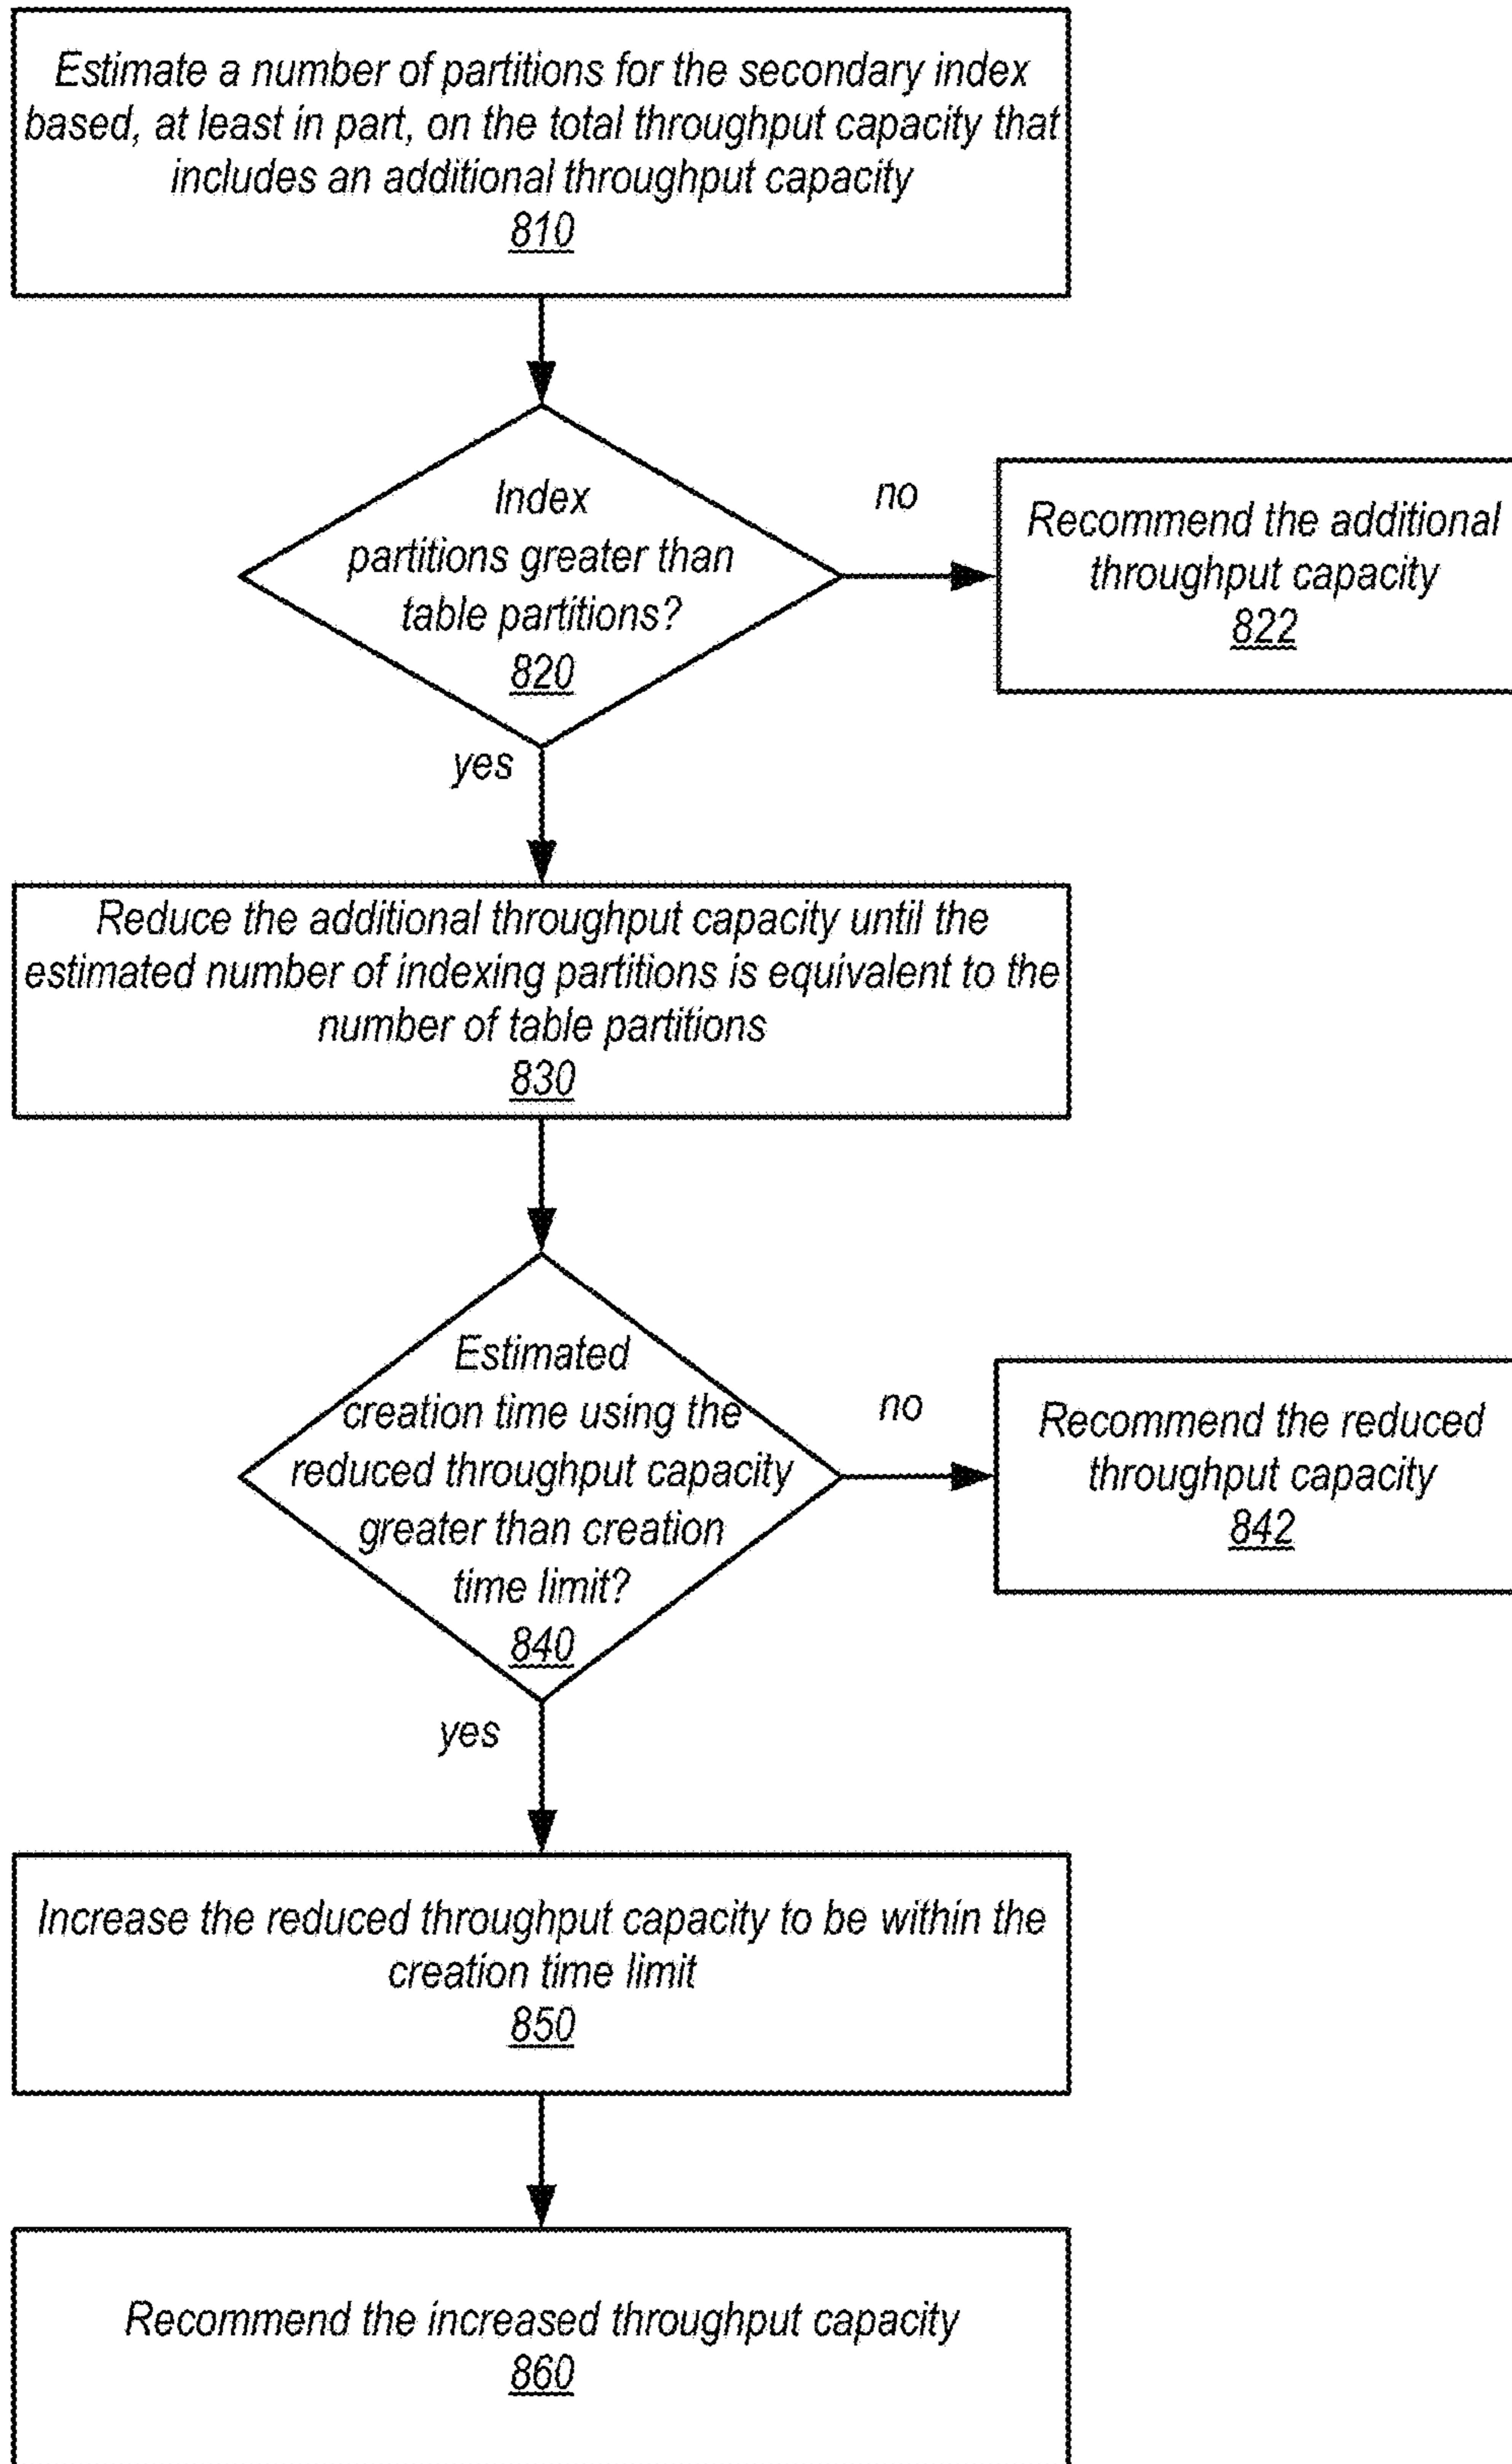 Estimate a number of partitions for the secondary index
based, at least in part, on the total throughput capacity that
includes an additional throughput capacity
810
Index
partitions greater than
table partitions?
820
no
Recommend the additional
throughput capacity
822
yes
Reduce the additional throughput capacity until the
estimated number of indexing partitions is equivalent to the
number of table partitions
830
Estimated
creation time using the
reduced throughput capacity
greater than creation
time limit?
840
no
Recommend the reduced
throughput capacity
842
yes
Increase the reduced throughput capacity to be within the
creation time limit
850
Recommend the increased throughput capacity
860